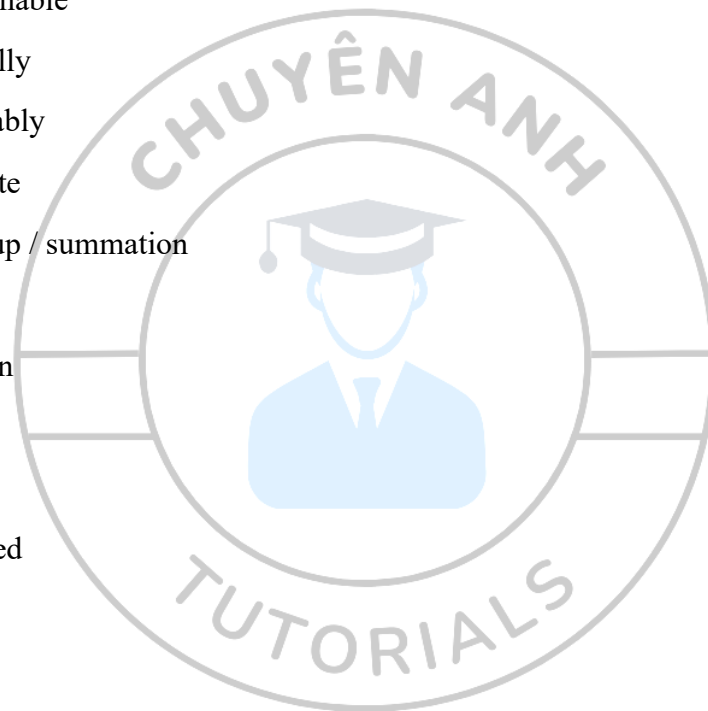 CHUYÊN ANH
nable
lly
ably
te
up / summation
n
ed
TUTORIALS